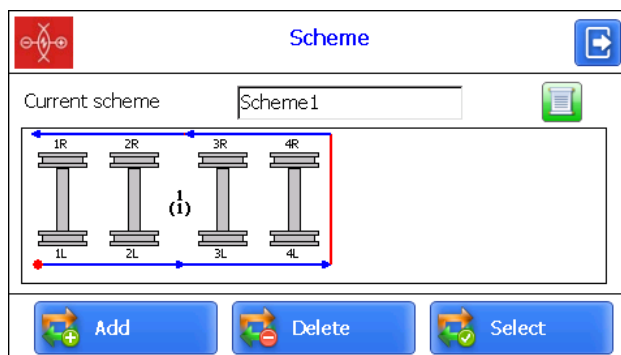 Scheme
Current scheme Scheme1
1R 2R 3R 4R
1
(1)
1L 2L 3L 4L
Add Delete Select